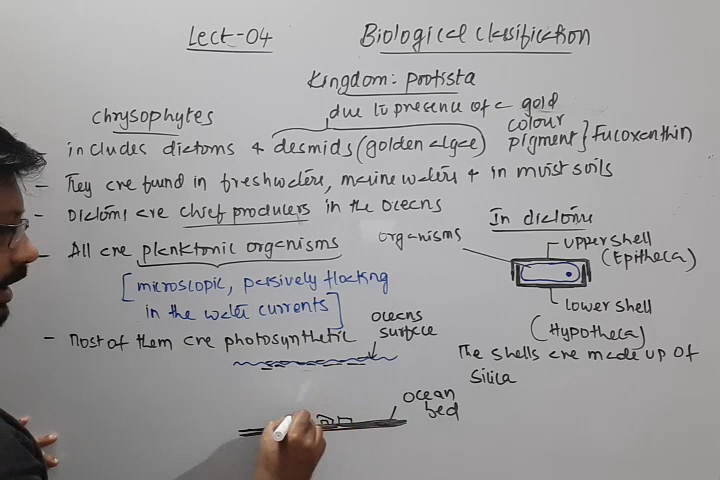 Lect-04
Biological classification
Kingdom: protista
chrysophytes
due to presence of a gold
colour
pigment } fucoxanthin
- includes diatoms & desmids (golden algae)
- They are found in freshwaters, marine waters & in moist soils
- Diatoms are chief producers in the oceans
- All are planktonic organisms
[microscopic, passively floating
in the water currents]
- Most of them are photosynthetic
oceans
surface
ocean
bed
In diatoms
organisms
upper shell
(Epitheca)
lower shell
(Hypotheca)
The shells are made up of
silica